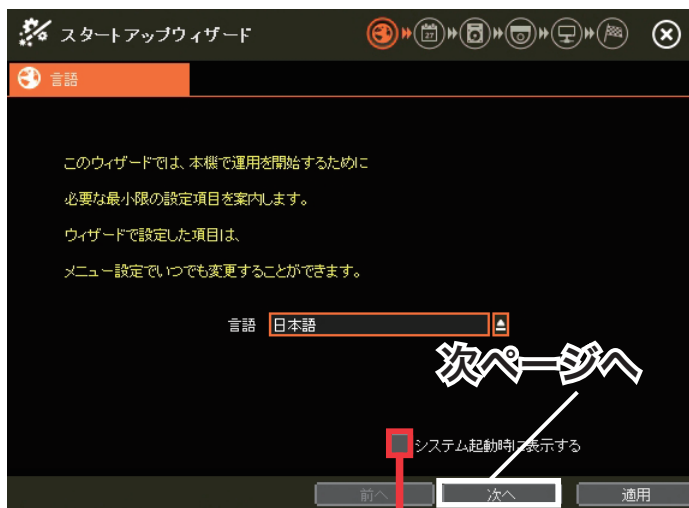 スタートアップウィザード
27
言語
このウィザードでは、本機で運用を開始するために
必要な最小限の設定項目を案内します。
ウィザードで設定した項目は、
メニュー設定でいつでも変更することができます。
言語 日本語
次ページへ
システム起動時に表示する
前へ 次へ 適用